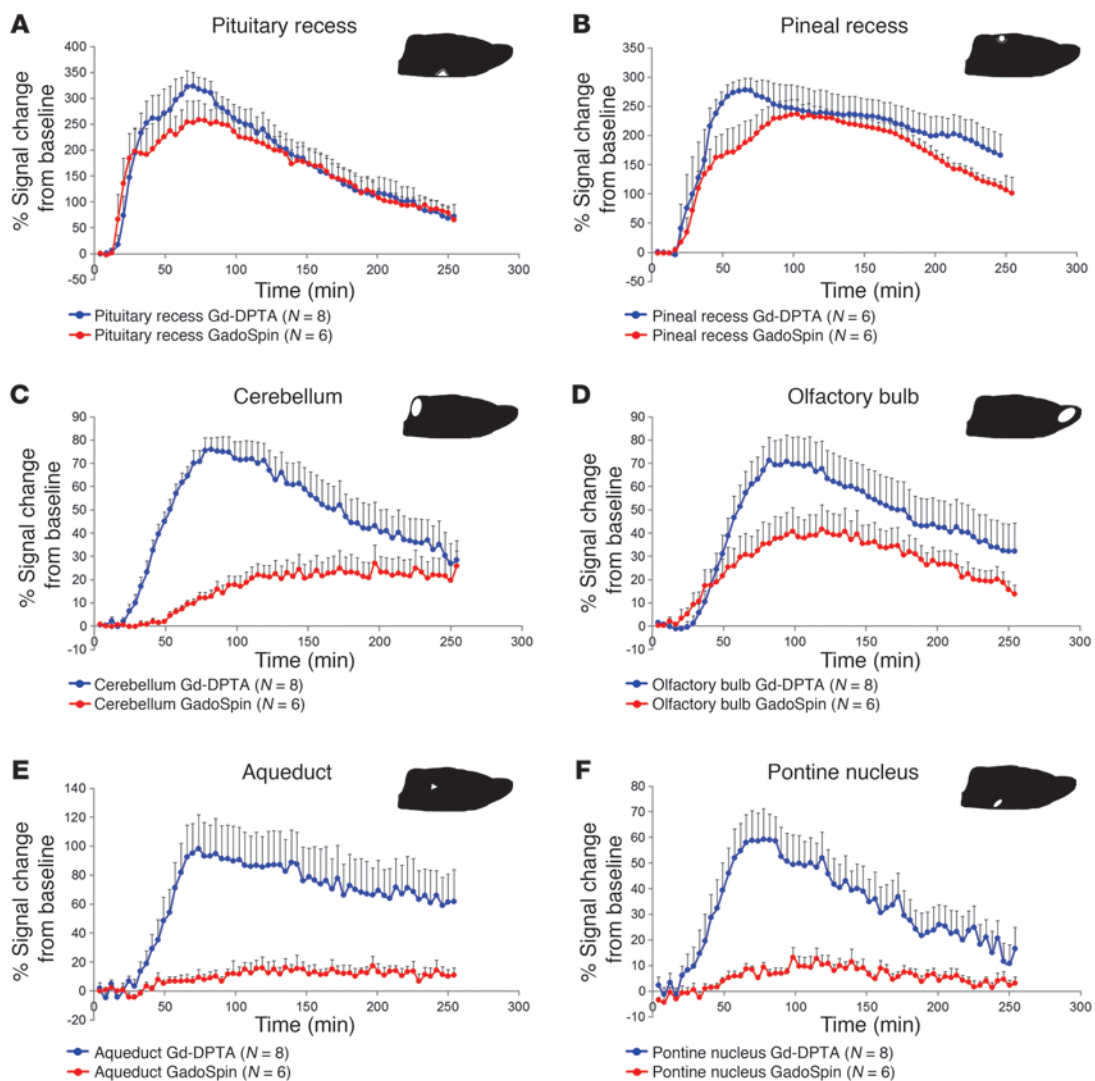 A Pituitary recess
% Signal change
from baseline
400
350
300
250
200
150
100
50
0
-50
0 50 100 150 200 250 300
Time (min)
Pituitary recess Gd-DPTA (N = 8)
Pituitary recess GadoSpin (N = 6)
B Pineal recess
% Signal change
from baseline
350
300
250
200
150
100
50
0
-50
0 50 100 150 200 250 300
Time (min)
Pineal recess Gd-DPTA (N = 6)
Pineal recess GadoSpin (N = 6)
C Cerebellum
% Signal change
from baseline
90
80
70
60
50
40
30
20
10
0
-10
0 50 100 150 200 250 300
Time (min)
Cerebellum Gd-DPTA (N = 8)
Cerebellum GadoSpin (N = 6)
D Olfactory bulb
% Signal change
from baseline
90
80
70
60
50
40
30
20
10
0
-10
0 50 100 150 200 250 300
Time (min)
Olfactory bulb Gd-DPTA (N = 8)
Olfactory bulb GadoSpin (N = 6)
E Aqueduct
% Signal change
from baseline
140
120
100
80
60
40
20
0
-20
0 50 100 150 200 250 300
Time (min)
Aqueduct Gd-DPTA (N = 8)
Aqueduct GadoSpin (N = 6)
F Pontine nucleus
% Signal change
from baseline
80
70
60
50
40
30
20
10
0
-10
0 50 100 150 200 250 300
Time (min)
Pontine nucleus Gd-DPTA (N = 8)
Pontine nucleus GadoSpin (N = 6)